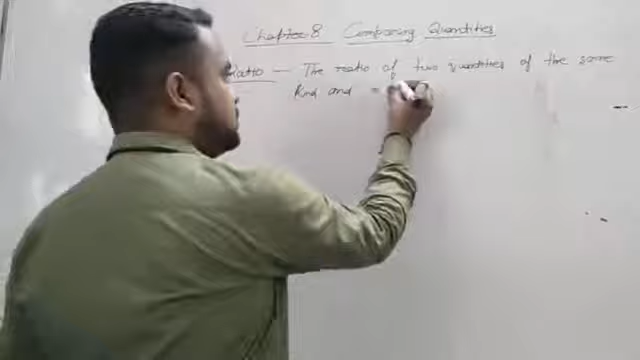 Chapter-8 Comparing Quantities
Ratio — The ratio of two quantities of the same
kind and